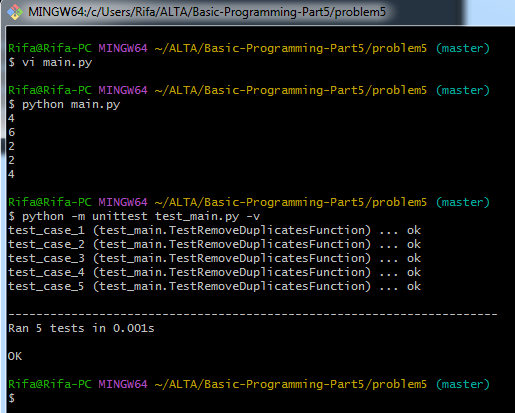 MINGW64:/c/Users/Rifa/ALTA/Basic-Programming-Part5/problem5
Rifa@Rifa-PC MINGW64 ~/ALTA/Basic-Programming-Part5/problem5 (master)
$ vi main.py
Rifa@Rifa-PC MINGW64 ~/ALTA/Basic-Programming-Part5/problem5 (master)
$ python main.py
4
6
2
2
4
Rifa@Rifa-PC MINGW64 ~/ALTA/Basic-Programming-Part5/problem5 (master)
$ python -m unittest test_main.py -v
test_case_1 (test_main.TestRemoveDuplicatesFunction) ... ok
test_case_2 (test_main.TestRemoveDuplicatesFunction) ... ok
test_case_3 (test_main.TestRemoveDuplicatesFunction) ... ok
test_case_4 (test_main.TestRemoveDuplicatesFunction) ... ok
test_case_5 (test_main.TestRemoveDuplicatesFunction) ... ok
----------------------------------------------------------------------
Ran 5 tests in 0.001s
OK
Rifa@Rifa-PC MINGW64 ~/ALTA/Basic-Programming-Part5/problem5 (master)
$